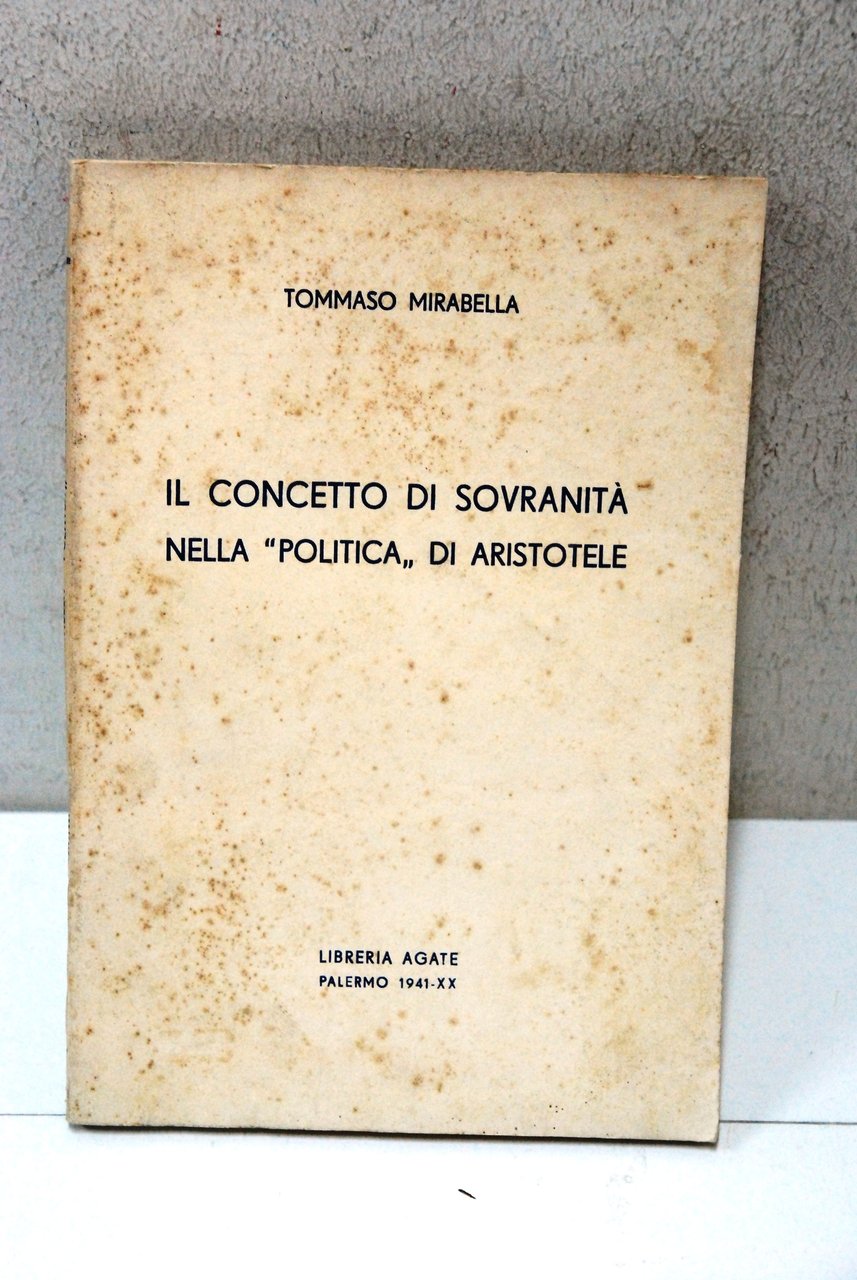 TOMMASO MIRABELLA
IL CONCETTO DI SOVRANITÀ
NELLA “POLITICA„ DI ARISTOTELE
LIBRERIA AGATE
PALERMO 1941-XX